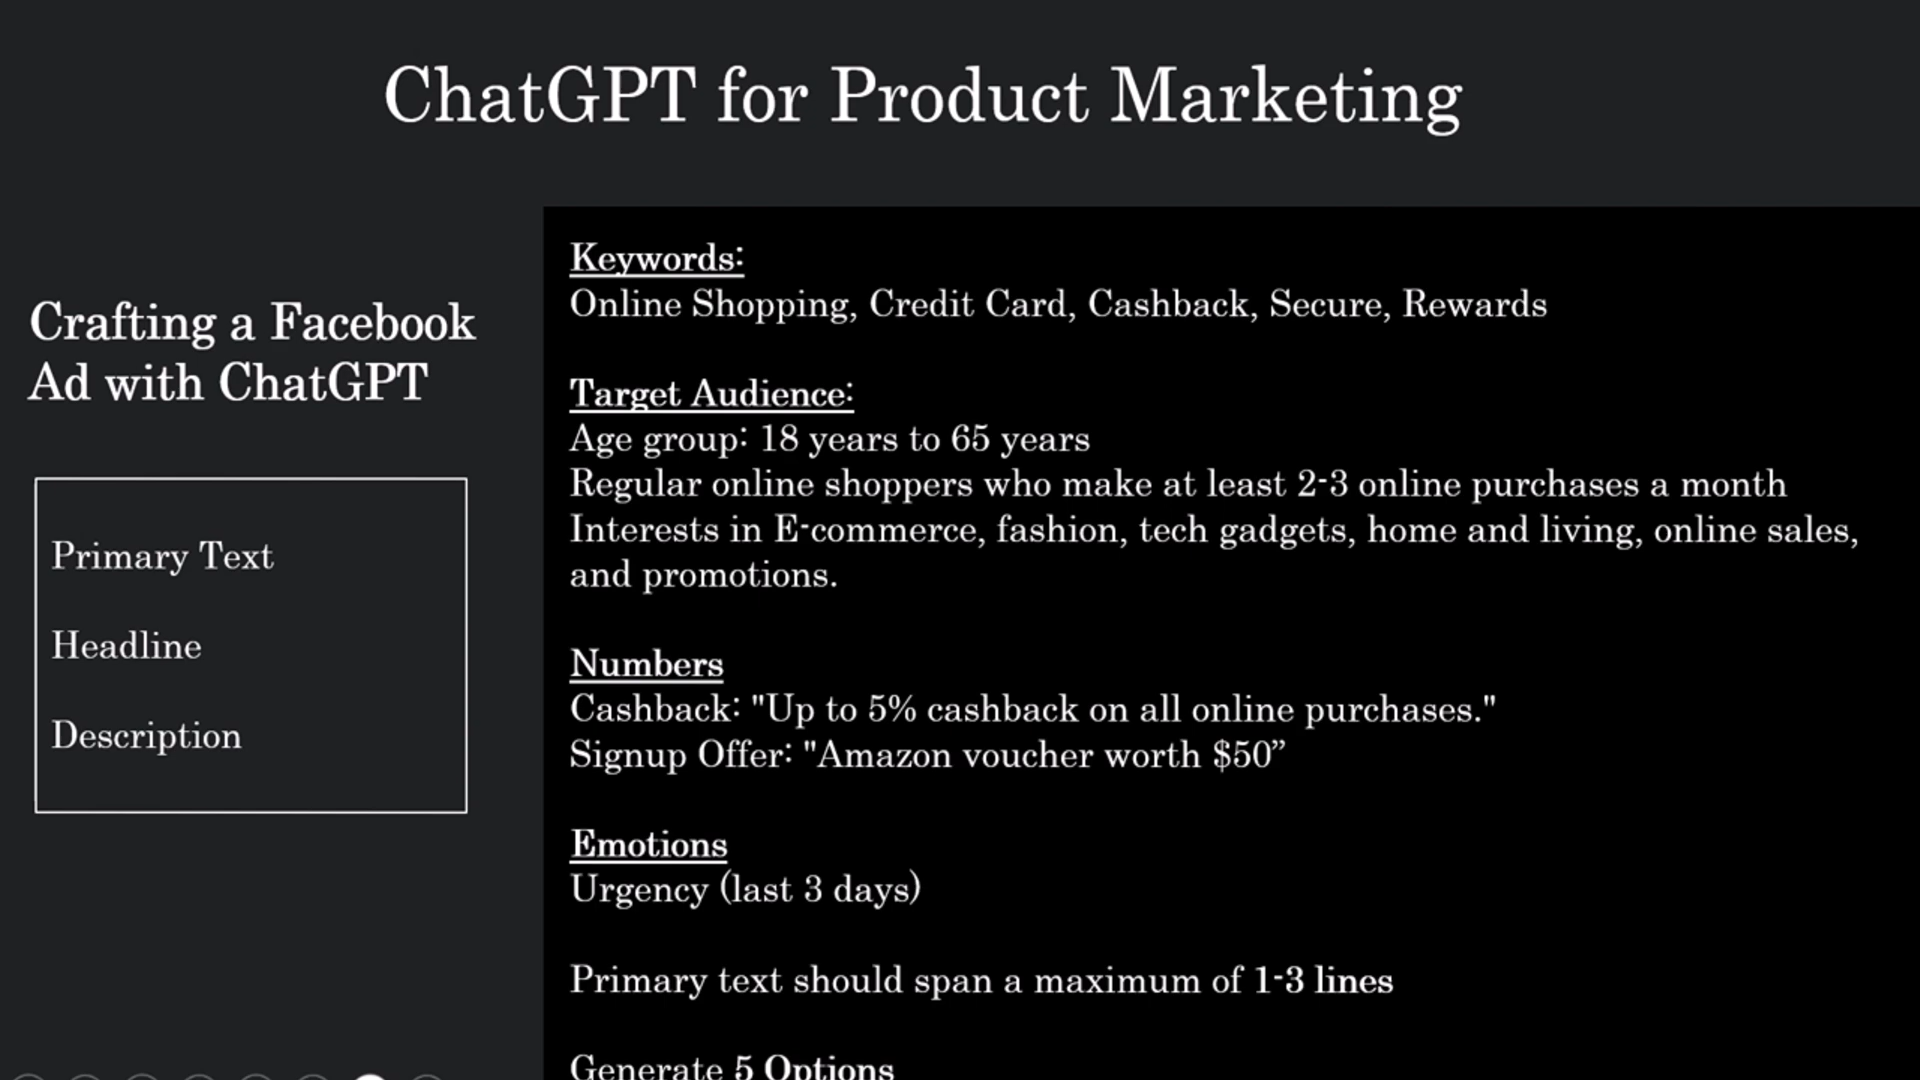 ChatGPT for Product Marketing
Crafting a Facebook
Ad with ChatGPT
Primary Text
Headline
Description
Keywords:
Online Shopping, Credit Card, Cashback, Secure, Rewards
Target Audience:
Age group: 18 years to 65 years
Regular online shoppers who make at least 2-3 online purchases a month
Interests in E-commerce, fashion, tech gadgets, home and living, online sales,
and promotions.
Numbers
Cashback: "Up to 5% cashback on all online purchases."
Signup Offer: "Amazon voucher worth $50”
Emotions
Urgency (last 3 days)
Primary text should span a maximum of 1-3 lines
Generate 5 Options